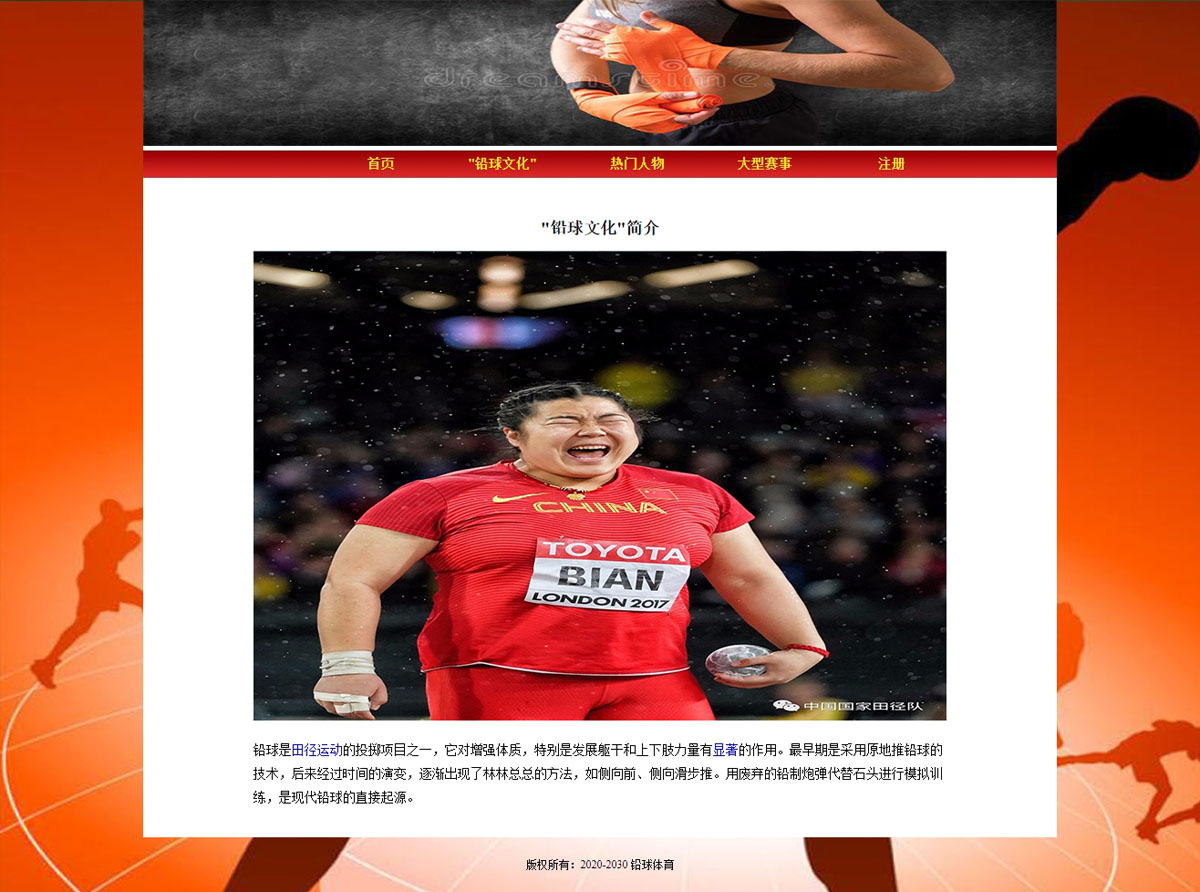 dreamstime
首页 "铅球文化" 热门人物 大型赛事 注册
"铅球文化"简介
CHINA
TOYOTA
BIAN
LONDON 2017
中国国家田径队
铅球是田径运动的投掷项目之一，它对增强体质，特别是发展躯干和上下肢力量有显著的作用。最早期是采用原地推铅球的
技术，后来经过时间的演变，逐渐出现了林林总总的方法，如侧向前、侧向滑步推。用废弃的铅制炮弹代替石头进行模拟训
练，是现代铅球的直接起源。
版权所有：2020-2030 铅球体育